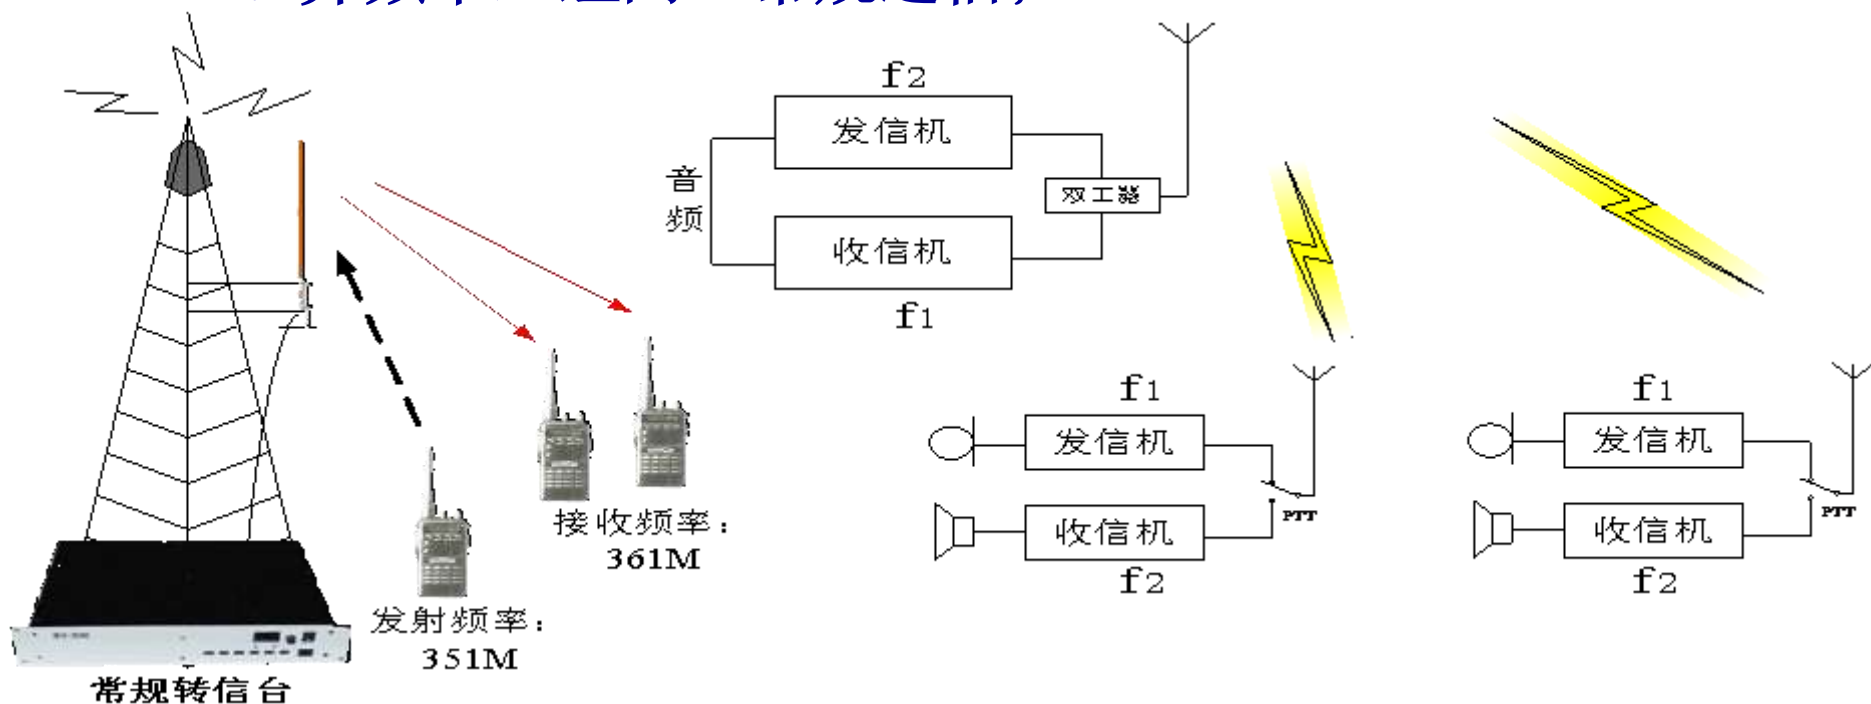 f2
发信机
音频
双工器
收信机
f1
f1
发信机
收信机
PTT
f2
f1
发信机
收信机
PTT
f2
接收频率：
361M
发射频率：
351M
常规转信台